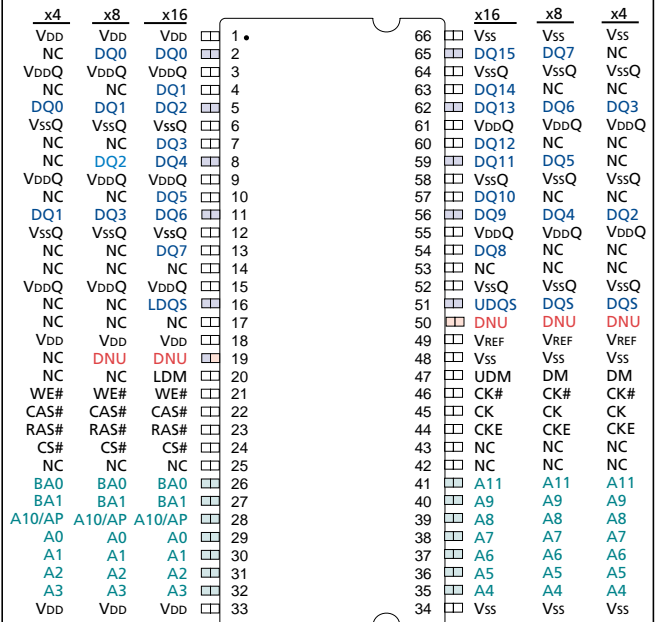 x4 x8 x16 x16 x8 x4
VDD VDD VDD 1 66 Vss Vss Vss
NC DQ0 DQ0 2 65 DQ15 DQ7 NC
VDDQ VDDQ VDDQ 3 64 VssQ VssQ VssQ
NC NC DQ1 4 63 DQ14 NC NC
DQ0 DQ1 DQ2 5 62 DQ13 DQ6 DQ3
VssQ VssQ VssQ 6 61 VDDQ VDDQ VDDQ
NC NC DQ3 7 60 DQ12 NC NC
NC DQ2 DQ4 8 59 DQ11 DQ5 NC
VDDQ VDDQ VDDQ 9 58 VssQ VssQ VssQ
NC NC DQ5 10 57 DQ10 NC NC
DQ1 DQ3 DQ6 11 56 DQ9 DQ4 DQ2
VssQ VssQ VssQ 12 55 VDDQ VDDQ VDDQ
NC NC DQ7 13 54 DQ8 NC NC
NC NC NC 14 53 NC NC NC
VDDQ VDDQ VDDQ 15 52 VssQ VssQ VssQ
NC NC LDQS 16 51 UDQS DQS DQS
NC NC NC 17 50 DNU DNU DNU
VDD VDD VDD 18 49 VREF VREF VREF
NC DNU DNU 19 48 Vss Vss Vss
NC NC LDM 20 47 UDM DM DM
WE# WE# WE# 21 46 CK# CK# CK#
CAS# CAS# CAS# 22 45 CK CK CK
RAS# RAS# RAS# 23 44 CKE CKE CKE
CS# CS# CS# 24 43 NC NC NC
NC NC NC 25 42 NC NC NC
BA0 BA0 BA0 26 41 A11 A11 A11
BA1 BA1 BA1 27 40 A9 A9 A9
A10/AP A10/AP A10/AP 28 39 A8 A8 A8
A0 A0 A0 29 38 A7 A7 A7
A1 A1 A1 30 37 A6 A6 A6
A2 A2 A2 31 36 A5 A5 A5
A3 A3 A3 32 35 A4 A4 A4
VDD VDD VDD 33 34 Vss Vss Vss